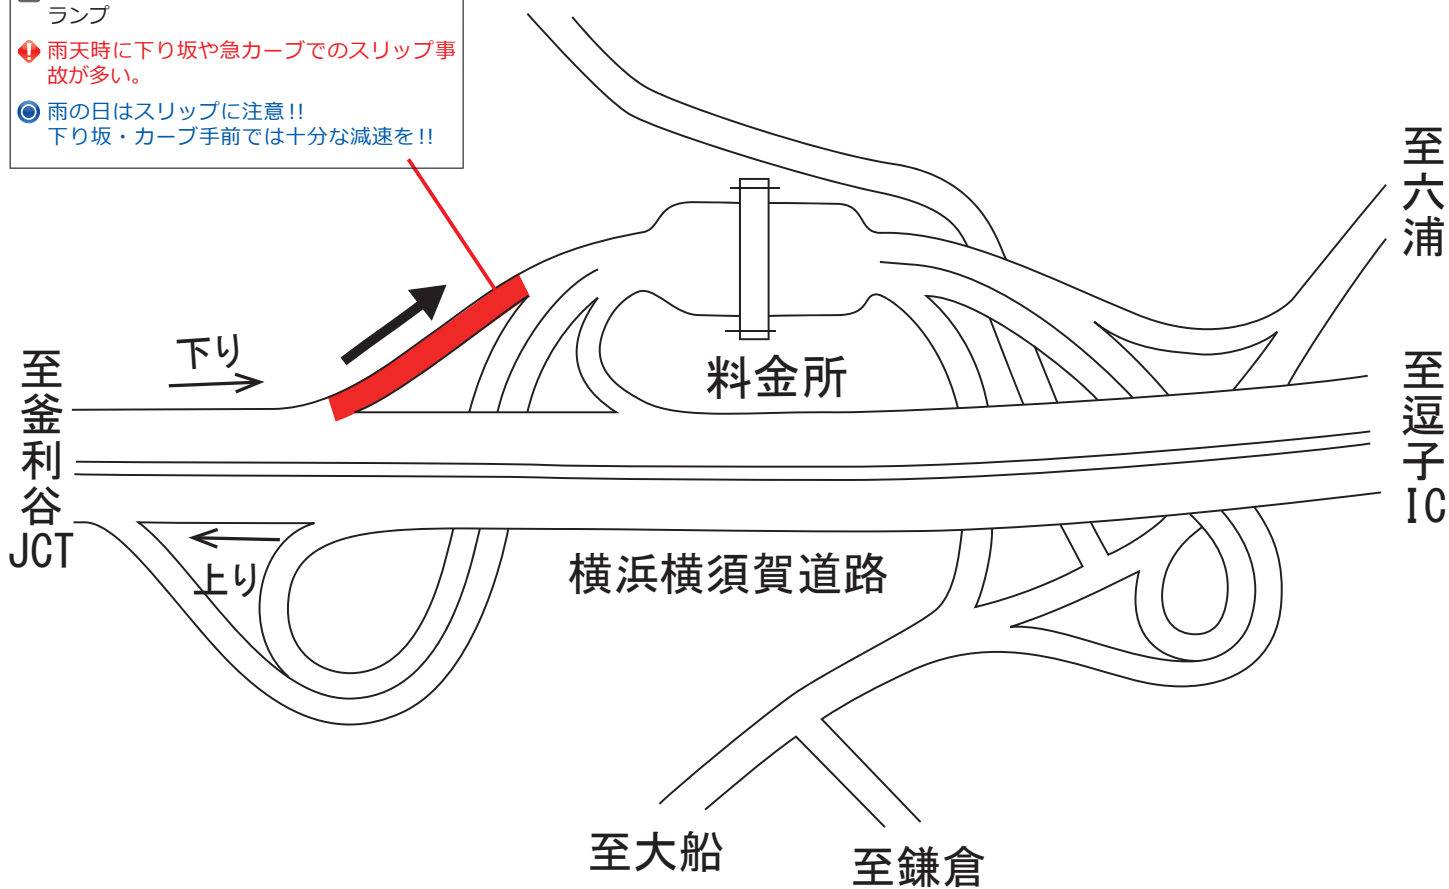 ランプ
雨天時に下り坂や急カーブでのスリップ事
故が多い。
雨の日はスリップに注意!!
下り坂・カーブ手前では十分な減速を!!
至六浦
下り
料金所
至釜利谷JCT
至逗子IC
上り
横浜横須賀道路
至大船
至鎌倉